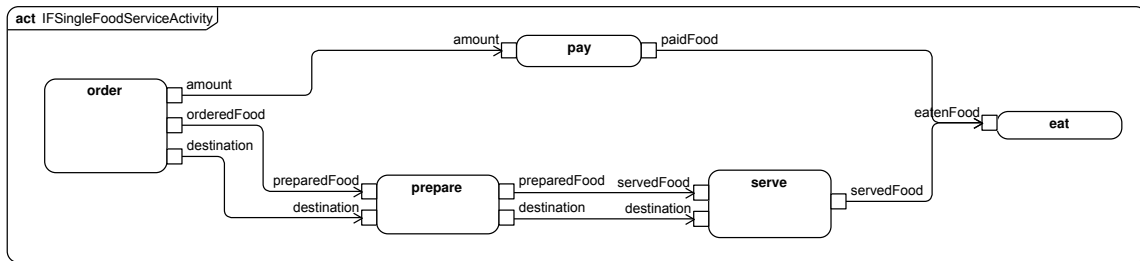 act IFSingleFoodServiceActivity
amount
pay
paidFood
order
amount
orderedFood
eatenFood
eat
destination
preparedFood
prepare
preparedFood
servedFood
serve
servedFood
destination
destination
destination